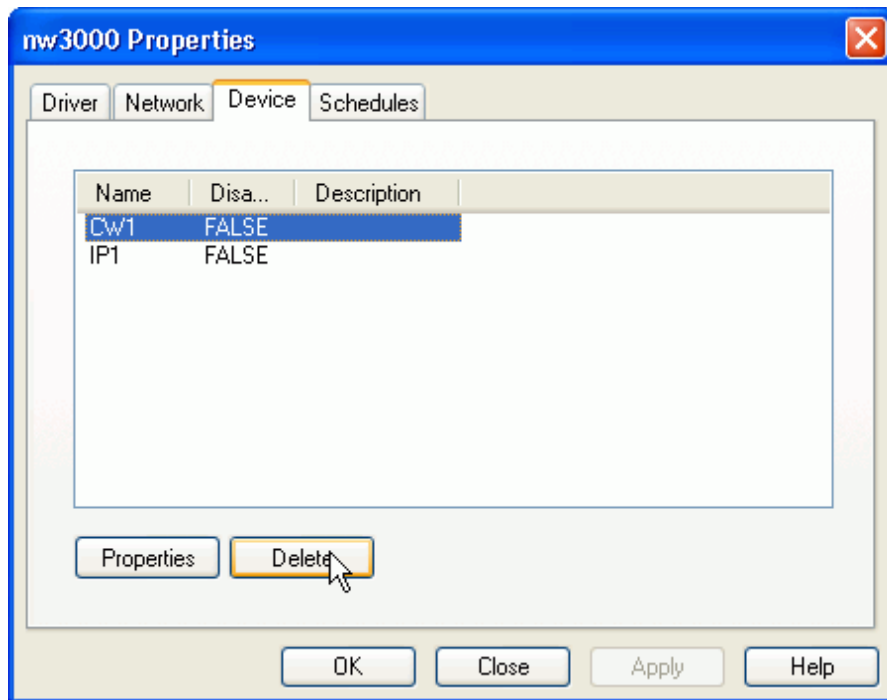 nw3000 Properties
Driver Network Device Schedules
Name Disa... Description
CW1 FALSE
IP1 FALSE
Properties Delete
OK Close Apply Help